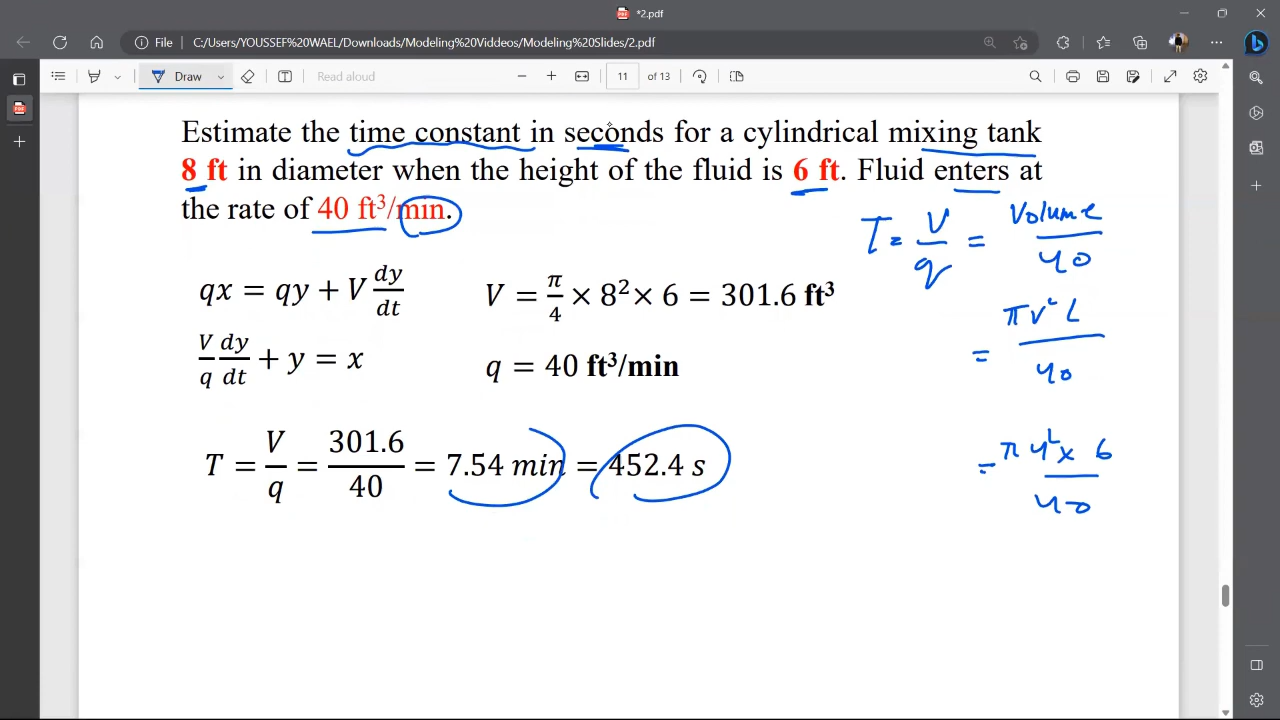 *2.pdf
File C:/Users/YOUSSEF%20WAEL/Downloads/Modeling%20Viddeos/Modeling%20Slides/2.pdf
Draw Read aloud 11 of 13
Estimate the time constant in seconds for a cylindrical mixing tank
8 ft in diameter when the height of the fluid is 6 ft. Fluid enters at
the rate of 40 ft³/min.
T = V/q = Volume/40
qx = qy + V dy/dt
V = π/4 × 8² × 6 = 301.6 ft³
= πr²L/40
V/q dy/dt + y = x
q = 40 ft³/min
T = V/q = 301.6/40 = 7.54 min = 452.4 s
= π4²x 6/40